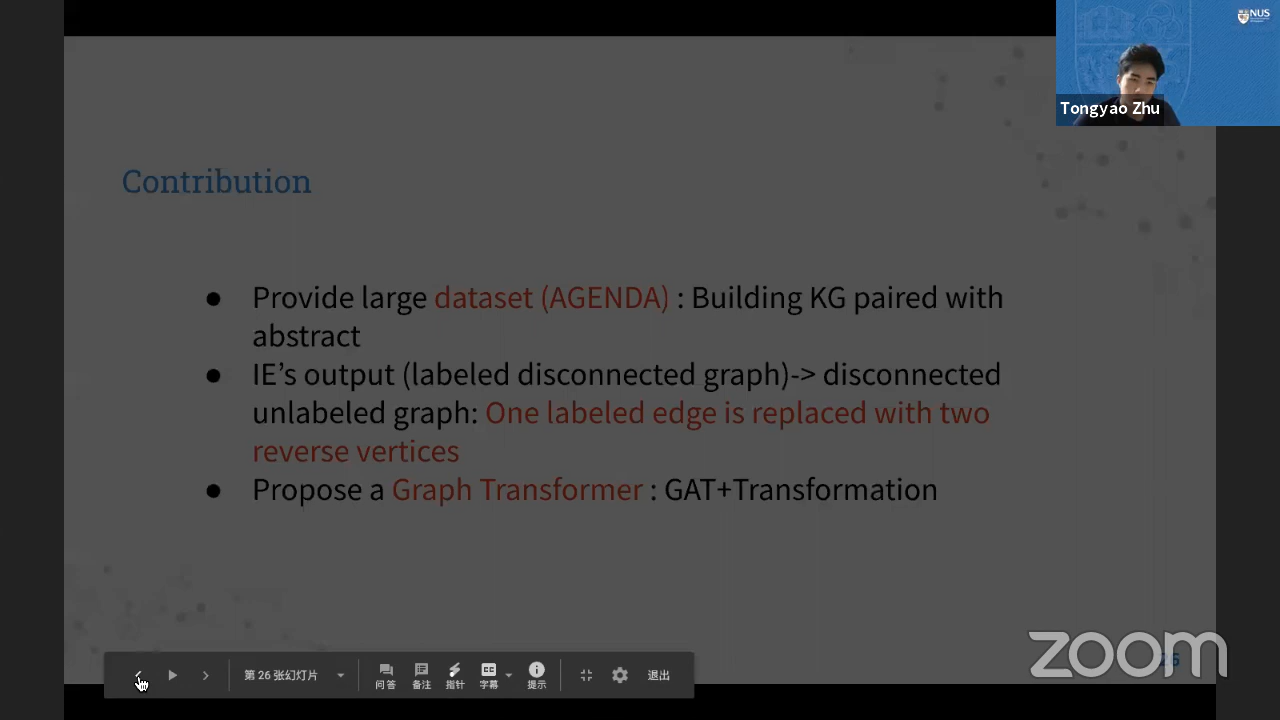 NUS
Tongyao Zhu
Contribution
● Provide large dataset (AGENDA) : Building KG paired with
abstract
● IE’s output (labeled disconnected graph)-> disconnected
unlabeled graph: One labeled edge is replaced with two
reverse vertices
● Propose a Graph Transformer : GAT+Transformation
zoom
26
第 26 张幻灯片
问答
备注
指针
字幕
提示
退出